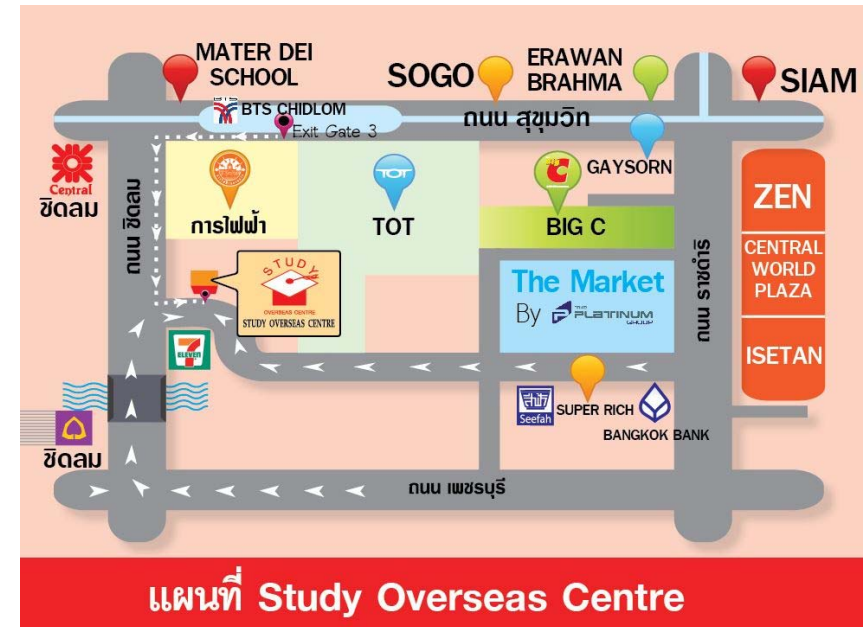 MATER DEI
SCHOOL
SOGO
ERAWAN
BRAHMA
SIAM
BTS CHIDLOM
Exit Gate 3
ถนน สุขุมวิท
Central
ชิดลม
ถนน ชิดลม
การไฟฟ้า
TOT
TOT
C
GAYSORN
BIG C
ถนน ราชดำริ
ZEN
CENTRAL
WORLD
PLAZA
ISETAN
The Market
By THE PLATINUM GROUP
STUDY
OVERSEAS CENTRE
STUDY OVERSEAS CENTRE
7
ELEVEN
Seefah
SUPER RICH
BANGKOK BANK
ชิดลม
ถนน เพชรบุรี
แผนที่ Study Overseas Centre